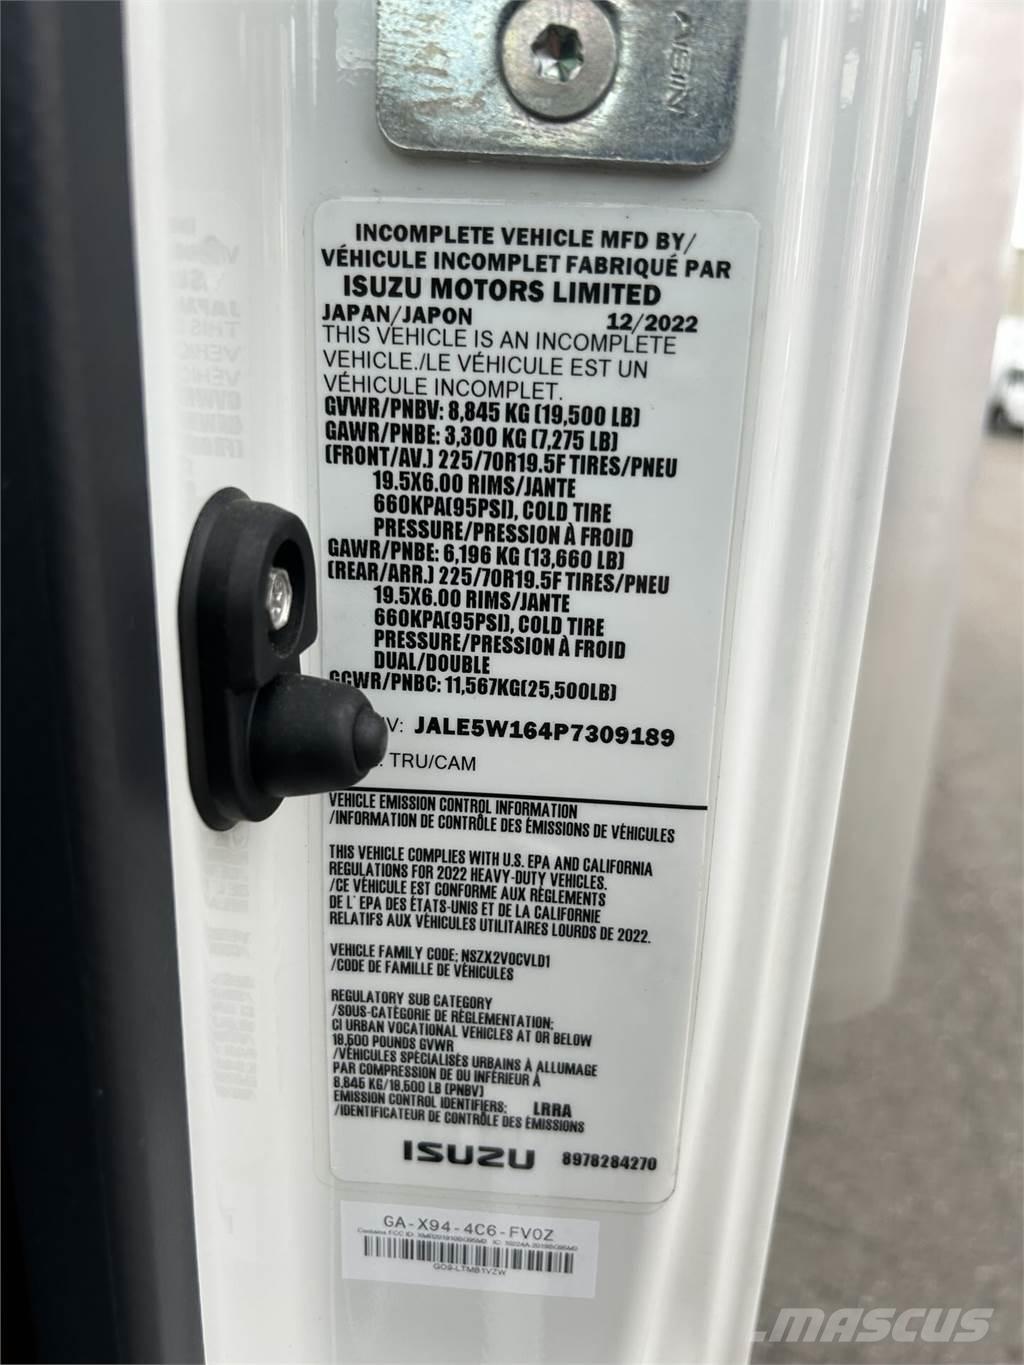 AISIN
INCOMPLETE VEHICLE MFD BY/
VÉHICULE INCOMPLET FABRIQUÉ PAR
ISUZU MOTORS LIMITED
JAPAN/JAPON 12/2022
THIS VEHICLE IS AN INCOMPLETE
VEHICLE./LE VÉHICULE EST UN
VÉHICULE INCOMPLET.
GVWR/PNBV: 8,845 KG (19,500 LB)
GAWR/PNBE: 3,300 KG (7,275 LB)
(FRONT/AV.) 225/70R19.5F TIRES/PNEU
19.5X6.00 RIMS/JANTE
660KPA(95PSI), COLD TIRE
PRESSURE/PRESSION À FROID
GAWR/PNBE: 6,196 KG (13,660 LB)
(REAR/ARR.) 225/70R19.5F TIRES/PNEU
19.5X6.00 RIMS/JANTE
660KPA(95PSI), COLD TIRE
PRESSURE/PRESSION À FROID
DUAL/DOUBLE
GCWR/PNBC: 11,567KG(25,500LB)
JALE5W164P7309189
TRU/CAM
VEHICLE EMISSION CONTROL INFORMATION
/INFORMATION DE CONTRÔLE DES ÉMISSIONS DE VÉHICULES
THIS VEHICLE COMPLIES WITH U.S. EPA AND CALIFORNIA
REGULATIONS FOR 2022 HEAVY-DUTY VEHICLES.
/CE VÉHICULE EST CONFORME AUX RÈGLEMENTS
DE L' EPA DES ÉTATS-UNIS ET DE LA CALIFORNIE
RELATIFS AUX VÉHICULES UTILITAIRES LOURDS DE 2022.
VEHICLE FAMILY CODE: NSZX2VOCVLD1
/CODE DE FAMILLE DE VÉHICULES
REGULATORY SUB CATEGORY
/SOUS-CATÉGORIE DE RÉGLEMENTATION:
CI URBAN VOCATIONAL VEHICLES AT OR BELOW
19,500 POUNDS GVWR
/VÉHICULES SPÉCIALISÉS URBAINS À ALLUMAGE
PAR COMPRESSION DE OU INFÉRIEUR À
8,845 KG/19,500 LB (PNBV)
EMISSION CONTROL IDENTIFIERS: LRRA
/IDENTIFICATEUR DE CONTRÔLE DES ÉMISSIONS
ISUZU 8978284270
GA-X94-4C6-FV0Z
GO9-LTMB1VZW
MASCUS